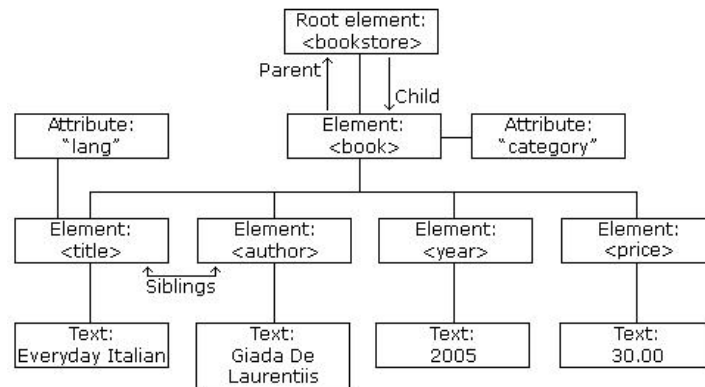 Root element:
<bookstore>
Parent
Child
Attribute:
"lang"
Element:
<book>
Attribute:
"category"
Element:
<title>
Element:
<author>
Element:
<year>
Element:
<price>
Siblings
Text:
Everyday Italian
Text:
Giada De
Laurentiis
Text:
2005
Text:
30.00